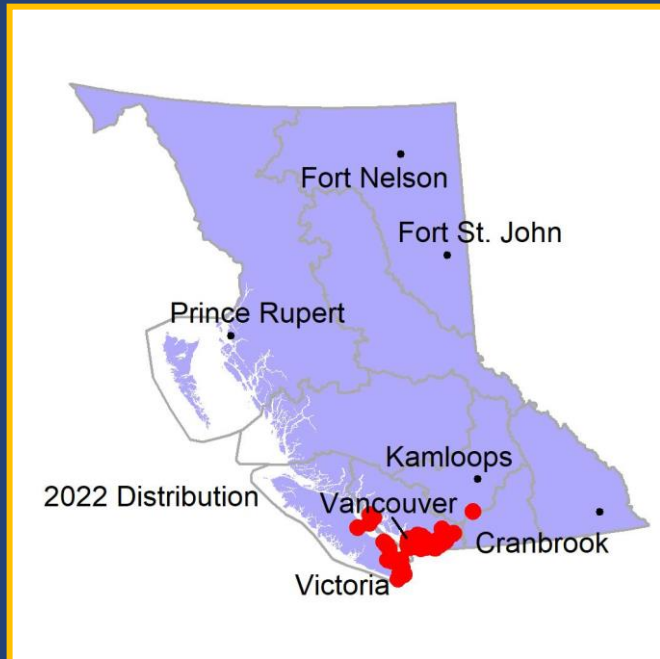 Fort Nelson
Fort St. John
Prince Rupert
Kamloops
2022 Distribution
Vancouver
Cranbrook
Victoria